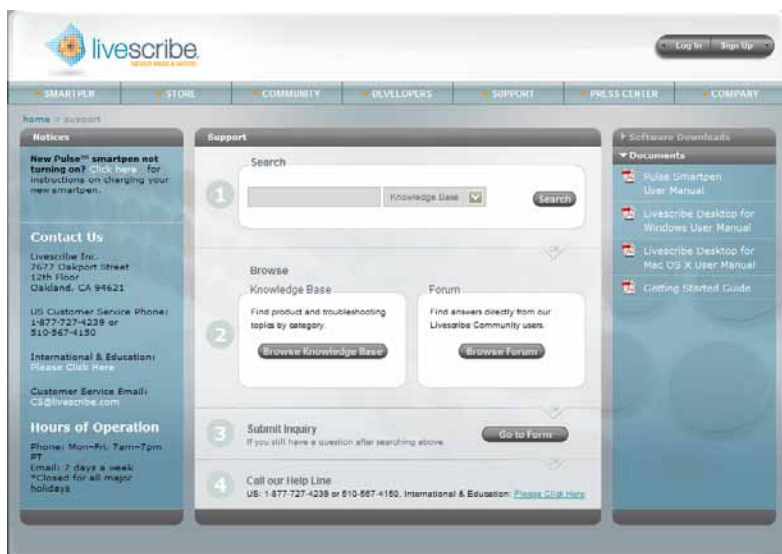 livescribe
NEVER MISS A WORD
Log In
Sign Up
SMARTPEN
STORE
COMMUNITY
DEVELOPERS
SUPPORT
PRESS CENTER
COMPANY
home > support
Notices
New Pulse™ smartpen not
turning on? Click here for
instructions on charging your
new smartpen.
Contact Us
Livescribe Inc.
7677 Oakport Street
12th Floor
Oakland, CA 94621
US Customer Service Phone:
1-877-727-4239 or
510-567-4150
International & Education:
Please Click Here
Customer Service Email:
CS@livescribe.com
Hours of Operation
Phone: Mon-Fri. 7am-7pm
PT
Email: 7 days a week
*Closed for all major
holidays
Support
1
Search
Knowledge Base
Search
2
Browse
Knowledge Base
Find product and troubleshooting
topics by category.
Browse Knowledge Base
Forum
Find answers directly from our
Livescribe Community users.
Browse Forum
3
Submit Inquiry
If you still have a question after searching above.
Go to Form
4
Call our Help Line
US: 1-877-727-4239 or 510-567-4150, International & Education: Please Click Here
Software Downloads
Documents
Pulse Smartpen
User Manual
Livescribe Desktop for
Windows User Manual
Livescribe Desktop for
Mac OS X User Manual
Getting Started Guide